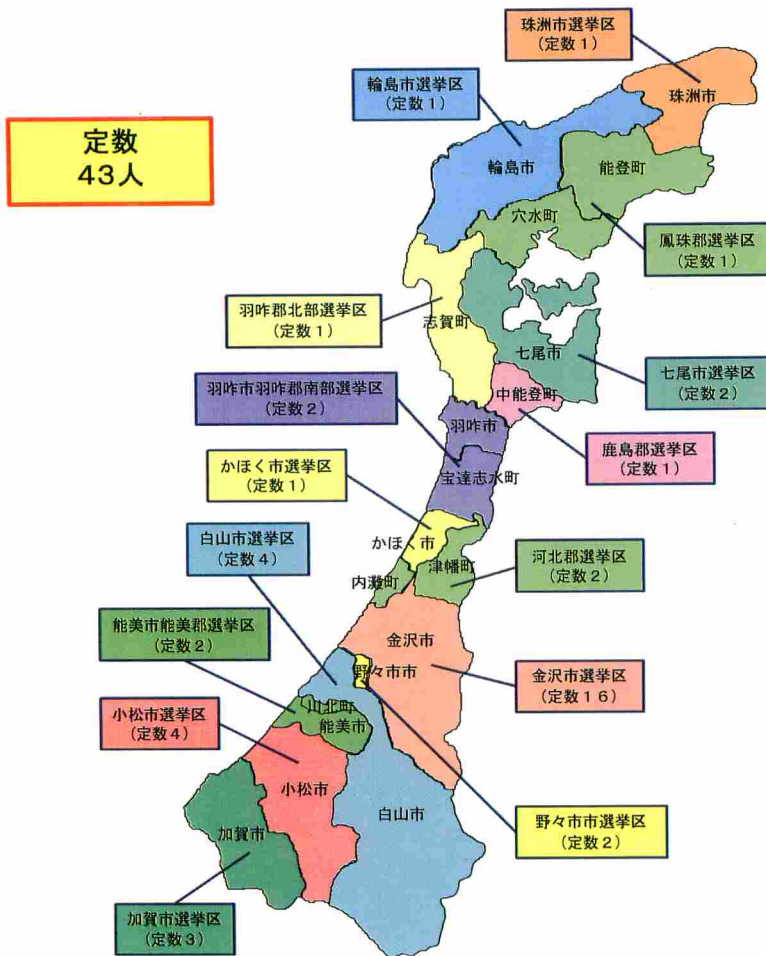 珠洲市選挙区
(定数1)
輪島市選挙区
(定数1)
珠洲市
定数
43人
輪島市
能登町
穴水町
鳳珠郡選挙区
(定数1)
羽咋郡北部選挙区
(定数1)
志賀町
七尾市
七尾市選挙区
(定数2)
羽咋市羽咋郡南部選挙区
(定数2)
中能登町
羽咋市
鹿島郡選挙区
(定数1)
かほく市選挙区
(定数1)
宝達志水町
白山市選挙区
(定数4)
かほく市
津幡町
内灘町
河北郡選挙区
(定数2)
能美市能美郡選挙区
(定数2)
金沢市
野々市市
金沢市選挙区
(定数16)
川北町
能美市
小松市選挙区
(定数4)
小松市
白山市
加賀市
野々市市選挙区
(定数2)
加賀市選挙区
(定数3)